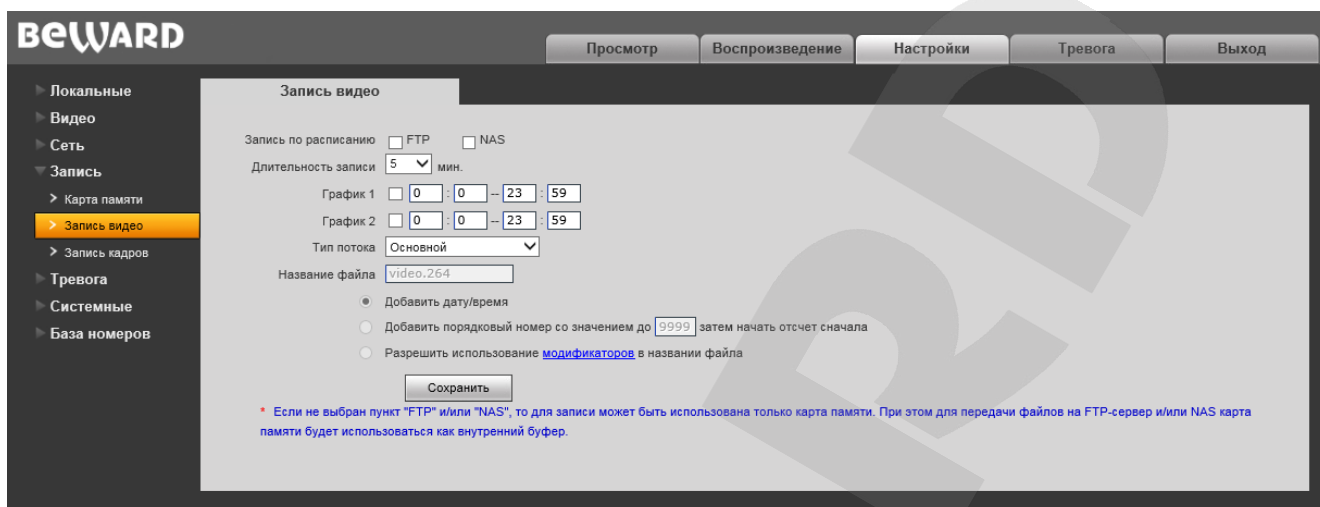 BEWARD
Просмотр Воспроизведение Настройки Тревога Выход
Локальные
Видео
Сеть
Запись
> Карта памяти
> Запись видео
> Запись кадров
Тревога
Системные
База номеров
Запись видео
Запись по расписанию FTP NAS
Длительность записи 5 мин.
График 1 0 : 0 -- 23 : 59
График 2 0 : 0 -- 23 : 59
Тип потока Основной
Название файла video.264
Добавить дату/время
Добавить порядковый номер со значением до 9999 затем начать отсчет сначала
Разрешить использование модификаторов в названии файла
Сохранить
* Если не выбран пункт "FTP" и/или "NAS", то для записи может быть использована только карта памяти. При этом для передачи файлов на FTP-сервер и/или NAS карта
памяти будет использоваться как внутренний буфер.